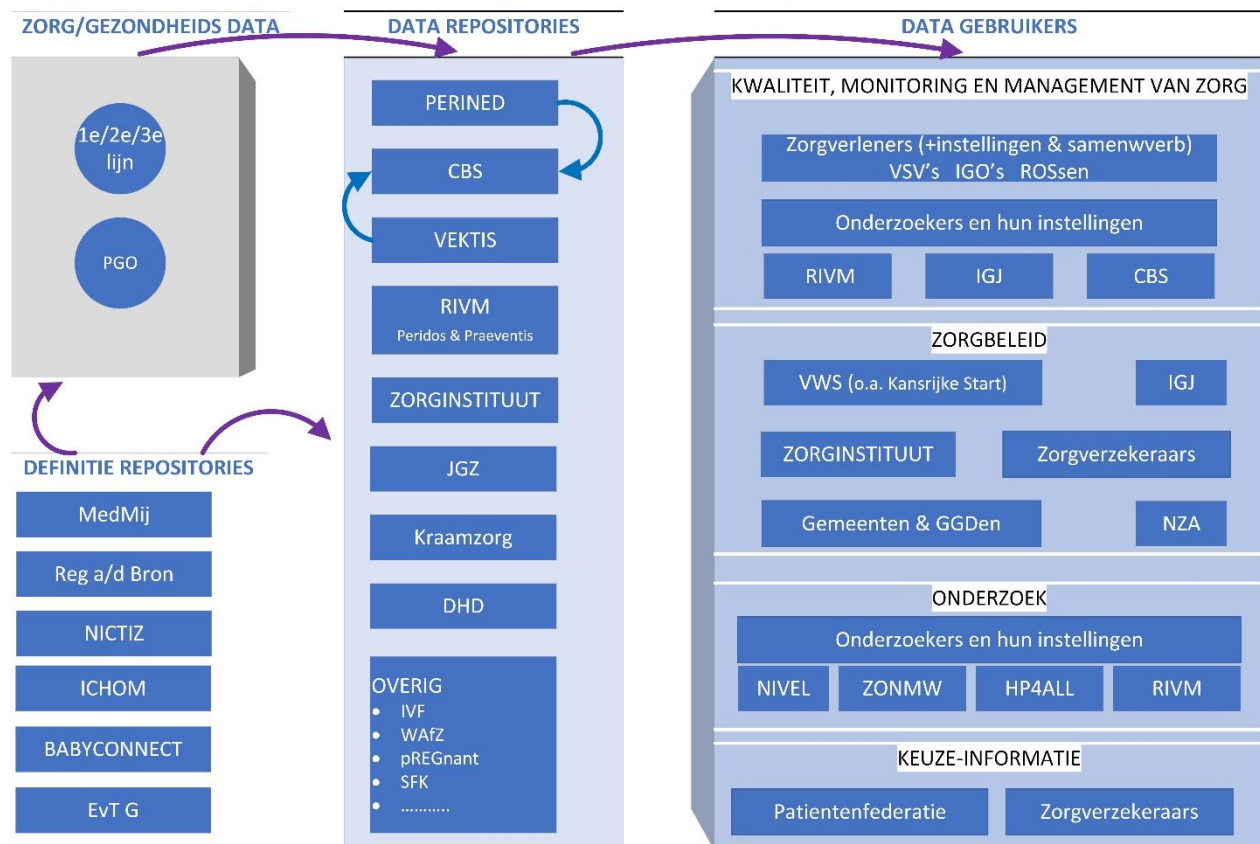 ZORG/GEZONDHEIDS DATA
1e/2e/3e
lijn
PGO
DEFINITIE REPOSITORIES
MedMij
Reg a/d Bron
NICTIZ
ICHOM
BABYCONNECT
EvT G
DATA REPOSITORIES
PERINED
CBS
VEKTIS
RIVM
Peridos & Praeventis
ZORGINSTITUUT
JGZ
Kraamzorg
DHD
OVERIG
• IVF
• WAfZ
• pREGnant
• SFK
• ...........
DATA GEBRUIKERS
KWALITEIT, MONITORING EN MANAGEMENT VAN ZORG
Zorgverleners (+instellingen & samenwverb)
VSV's IGO's ROSsen
Onderzoekers en hun instellingen
RIVM IGJ CBS
ZORGBELEID
VWS (o.a. Kansrijke Start) IGJ
ZORGINSTITUUT Zorgverzekeraars
Gemeenten & GGDen NZA
ONDERZOEK
Onderzoekers en hun instellingen
NIVEL ZONMW HP4ALL RIVM
KEUZE-INFORMATIE
Patientenfederatie Zorgverzekeraars